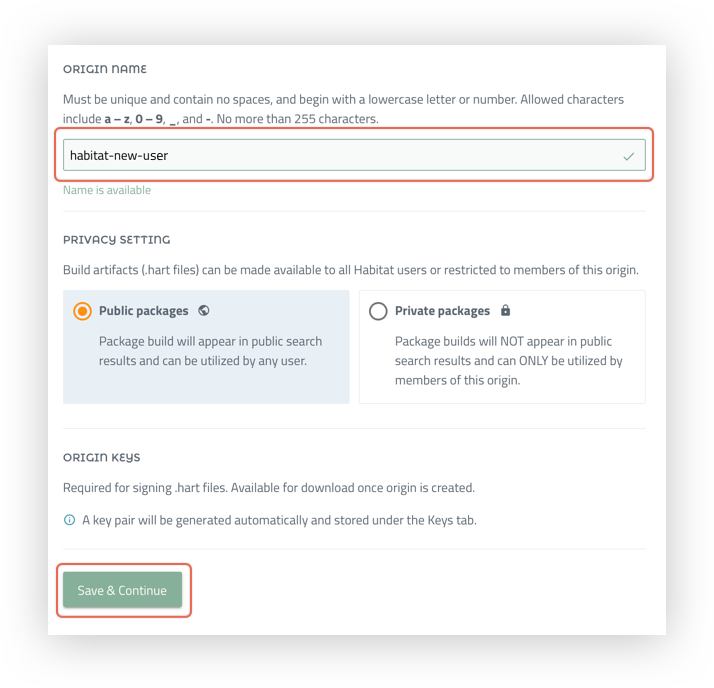 ORIGIN NAME
Must be unique and contain no spaces, and begin with a lowercase letter or number. Allowed characters
include a – z, 0 – 9, _, and -. No more than 255 characters.
habitat-new-user
Name is available
PRIVACY SETTING
Build artifacts (.hart files) can be made available to all Habitat users or restricted to members of this origin.
Public packages
Package build will appear in public search
results and can be utilized by any user.
Private packages
Package builds will NOT appear in public
search results and can ONLY be utilized by
members of this origin.
ORIGIN KEYS
Required for signing .hart files. Available for download once origin is created.
A key pair will be generated automatically and stored under the Keys tab.
Save & Continue